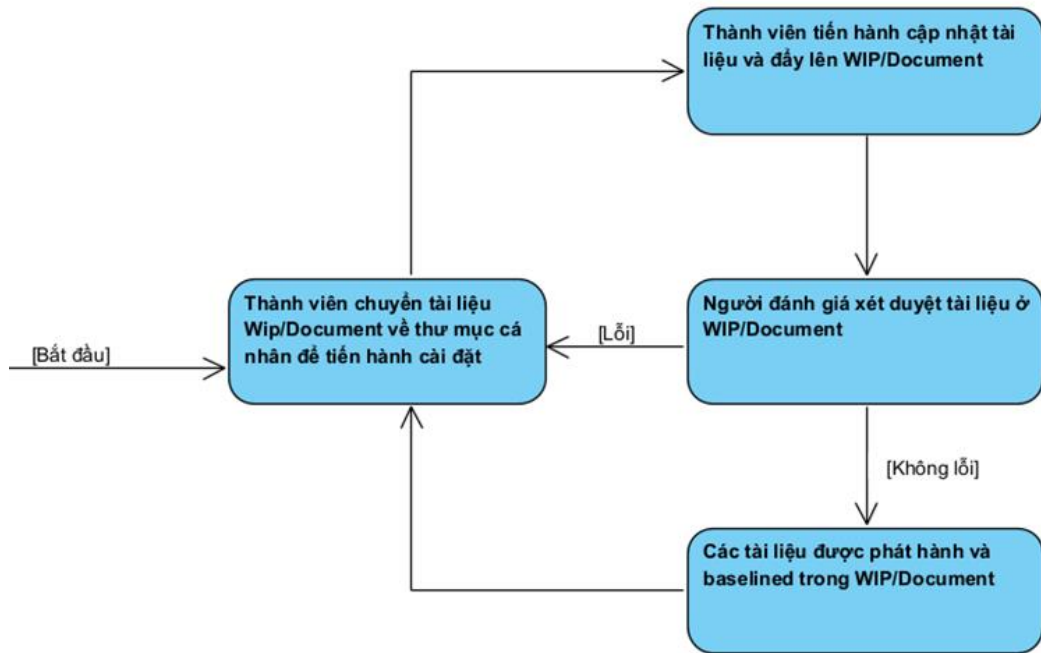 Thành viên tiến hành cập nhật tài
liệu và đẩy lên WIP/Document
Thành viên chuyển tài liệu
Wip/Document về thư mục cá
nhân để tiến hành cài đặt
Người đánh giá xét duyệt tài liệu ở
WIP/Document
[Lỗi]
[Bắt đầu]
[Không lỗi]
Các tài liệu được phát hành và
baselined trong WIP/Document